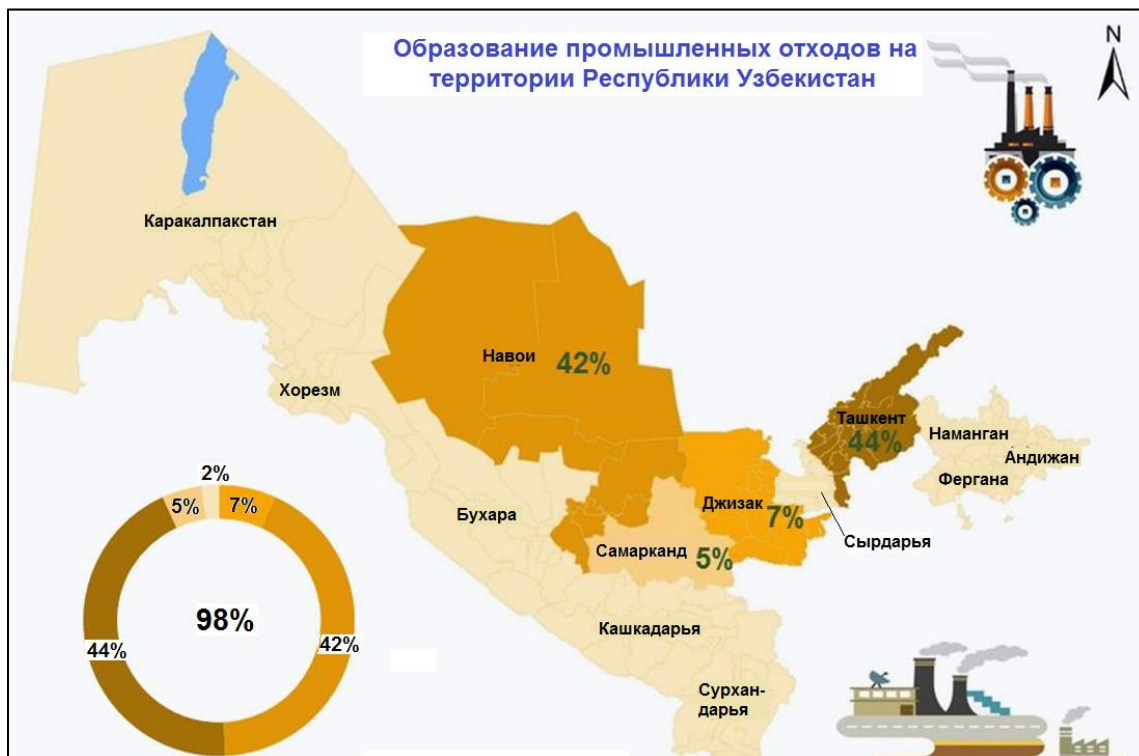 Образование промышленных отходов на
территории Республики Узбекистан
N
Каракалпакстан
Навои
42%
Хорезм
Ташкент
44%
Наманган
Андижан
Фергана
Бухара
Джизак
7%
Сырдарья
Самарканд
5%
Кашкадарья
Сурхан-
дарья
2%
5%
7%
98%
44%
42%